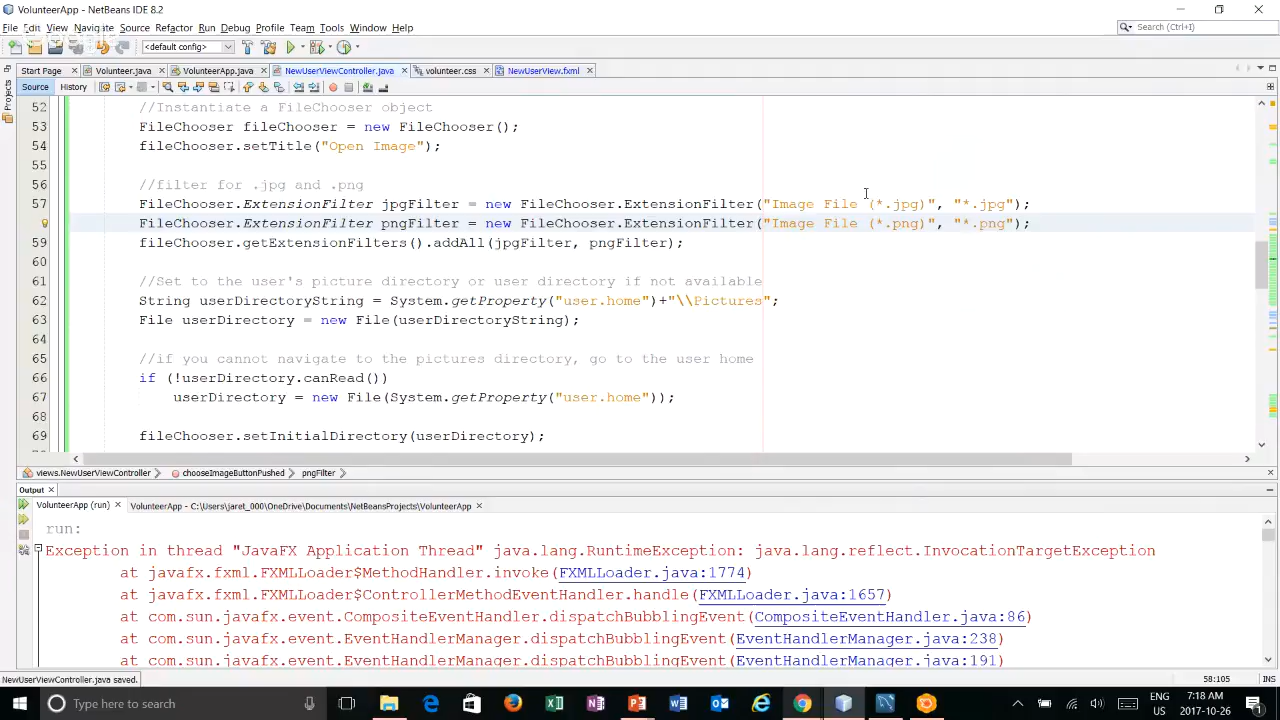 VolunteerApp - NetBeans IDE 8.2
File Edit View Navigate Source Refactor Run Debug Profile Team Tools Window Help
Search (Ctrl+I)
<default config>
Start Page Volunteer.java VolunteerApp.java NewUserViewController.java volunteer.css NewUserView.fxml
Source History
Projects
52 //Instantiate a FileChooser object
53 FileChooser fileChooser = new FileChooser();
54 fileChooser.setTitle("Open Image");
55
56 //filter for .jpg and .png
57 FileChooser.ExtensionFilter jpgFilter = new FileChooser.ExtensionFilter("Image File (*.jpg)", "*.jpg");
FileChooser.ExtensionFilter pngFilter = new FileChooser.ExtensionFilter("Image File (*.png)", "*.png");
59 fileChooser.getExtensionFilters().addAll(jpgFilter, pngFilter);
60
61 //Set to the user's picture directory or user directory if not available
62 String userDirectoryString = System.getProperty("user.home")+"\\Pictures";
63 File userDirectory = new File(userDirectoryString);
64
65 //if you cannot navigate to the pictures directory, go to the user home
66 if (!userDirectory.canRead())
67 userDirectory = new File(System.getProperty("user.home"));
68
69 fileChooser.setInitialDirectory(userDirectory);
views.NewUserViewController chooseImageButtonPushed pngFilter
Output
VolunteerApp (run) VolunteerApp - C:\Users\jaret_000\OneDrive\Documents\NetBeansProjects\VolunteerApp
run:
Exception in thread "JavaFX Application Thread" java.lang.RuntimeException: java.lang.reflect.InvocationTargetException
at javafx.fxml.FXMLLoader$MethodHandler.invoke(FXMLLoader.java:1774)
at javafx.fxml.FXMLLoader$ControllerMethodEventHandler.handle(FXMLLoader.java:1657)
at com.sun.javafx.event.CompositeEventHandler.dispatchBubblingEvent(CompositeEventHandler.java:86)
at com.sun.javafx.event.EventHandlerManager.dispatchBubblingEvent(EventHandlerManager.java:238)
at com.sun.javafx.event.EventHandlerManager.dispatchBubblingEvent(EventHandlerManager.java:191)
NewUserViewController.java saved.
58:105 INS
Type here to search
ENG 7:18 AM
US 2017-10-26